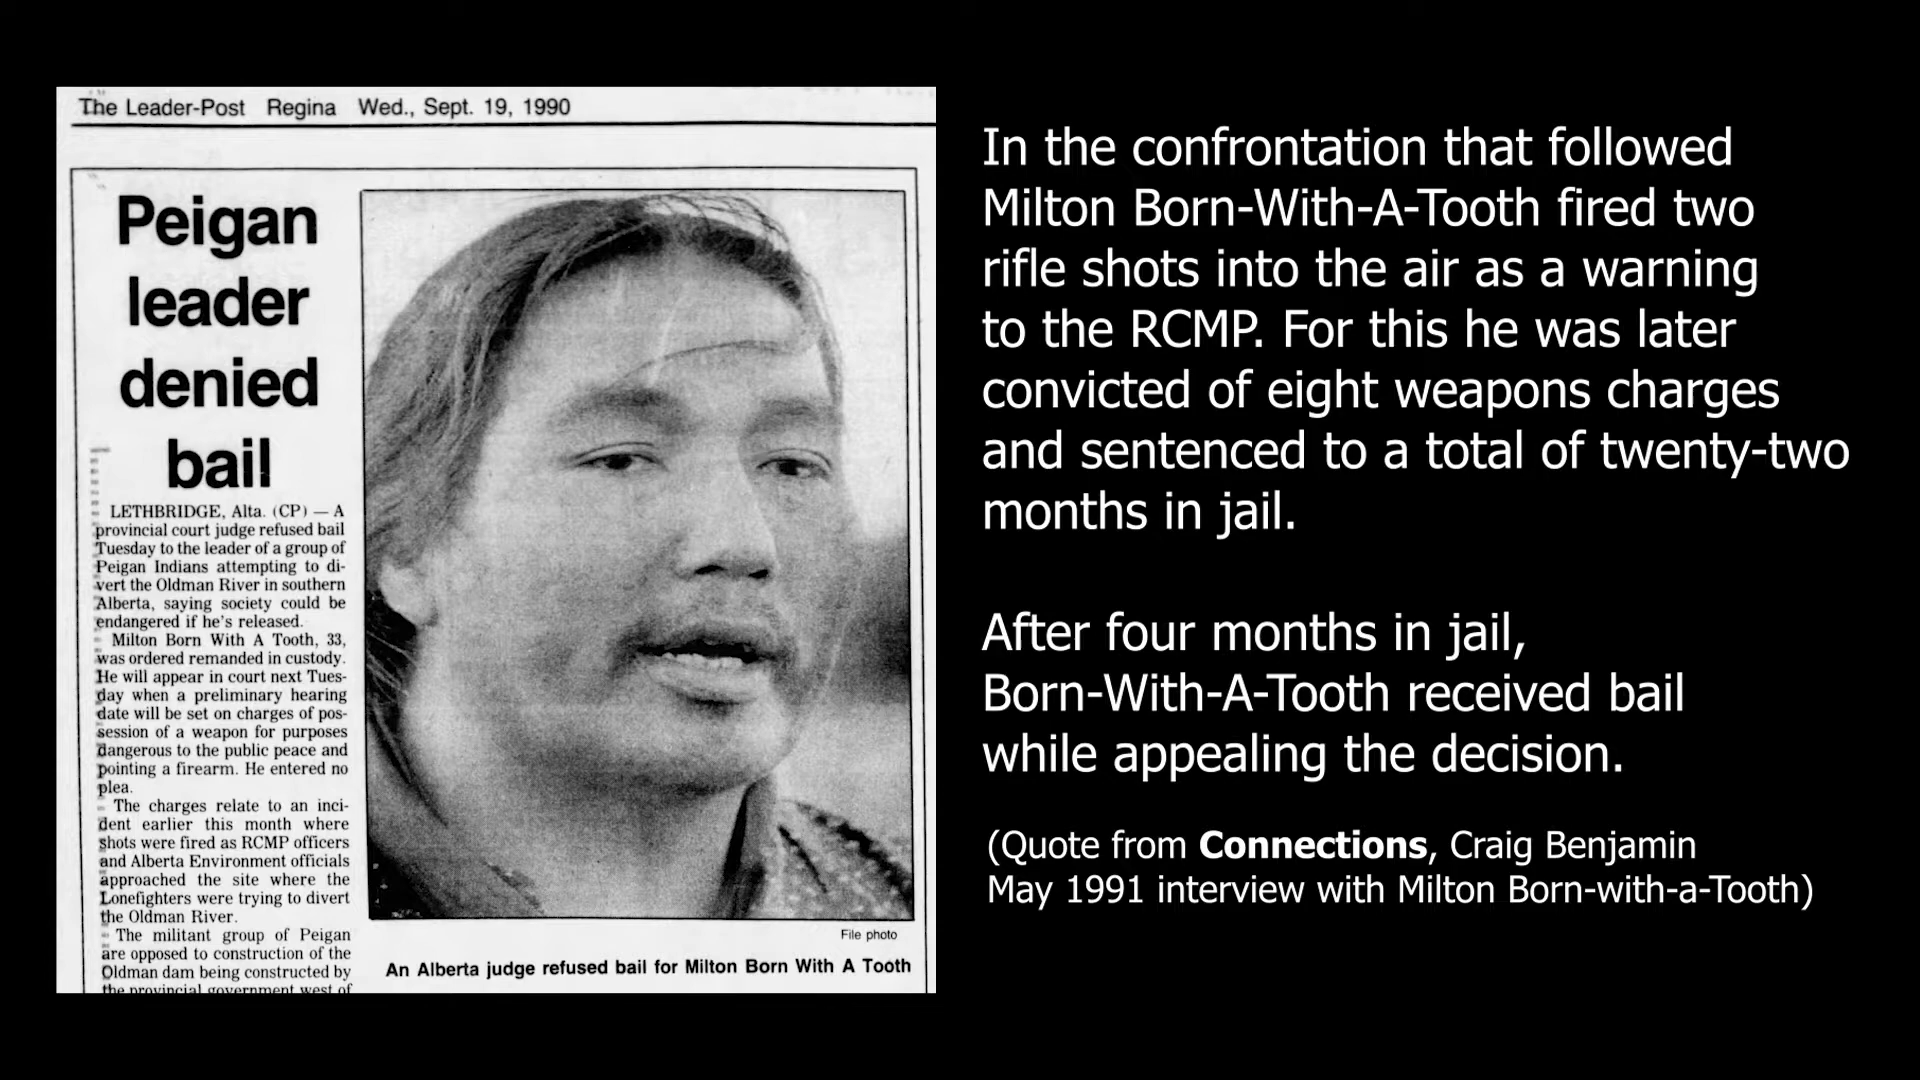 The Leader-Post Regina Wed., Sept. 19, 1990
Peigan
leader
denied
bail
LETHBRIDGE, Alta. (CP) — A
provincial court judge refused bail
Tuesday to the leader of a group of
Peigan Indians attempting to di-
vert the Oldman River in southern
Alberta, saying society could be
endangered if he's released.
Milton Born With A Tooth, 33,
was ordered remanded in custody.
He will appear in court next Tues-
day when a preliminary hearing
date will be set on charges of pos-
session of a weapon for purposes
dangerous to the public peace and
pointing a firearm. He entered no
plea.
The charges relate to an inci-
dent earlier this month where
shots were fired as RCMP officers
and Alberta Environment officials
approached the site where the
Lonefighters were trying to divert
the Oldman River.
The militant group of Peigan
are opposed to construction of the
Oldman dam being constructed by
the provincial government west of
File photo
An Alberta judge refused bail for Milton Born With A Tooth
In the confrontation that followed
Milton Born-With-A-Tooth fired two
rifle shots into the air as a warning
to the RCMP. For this he was later
convicted of eight weapons charges
and sentenced to a total of twenty-two
months in jail.
After four months in jail,
Born-With-A-Tooth received bail
while appealing the decision.
(Quote from Connections, Craig Benjamin
May 1991 interview with Milton Born-with-a-Tooth)